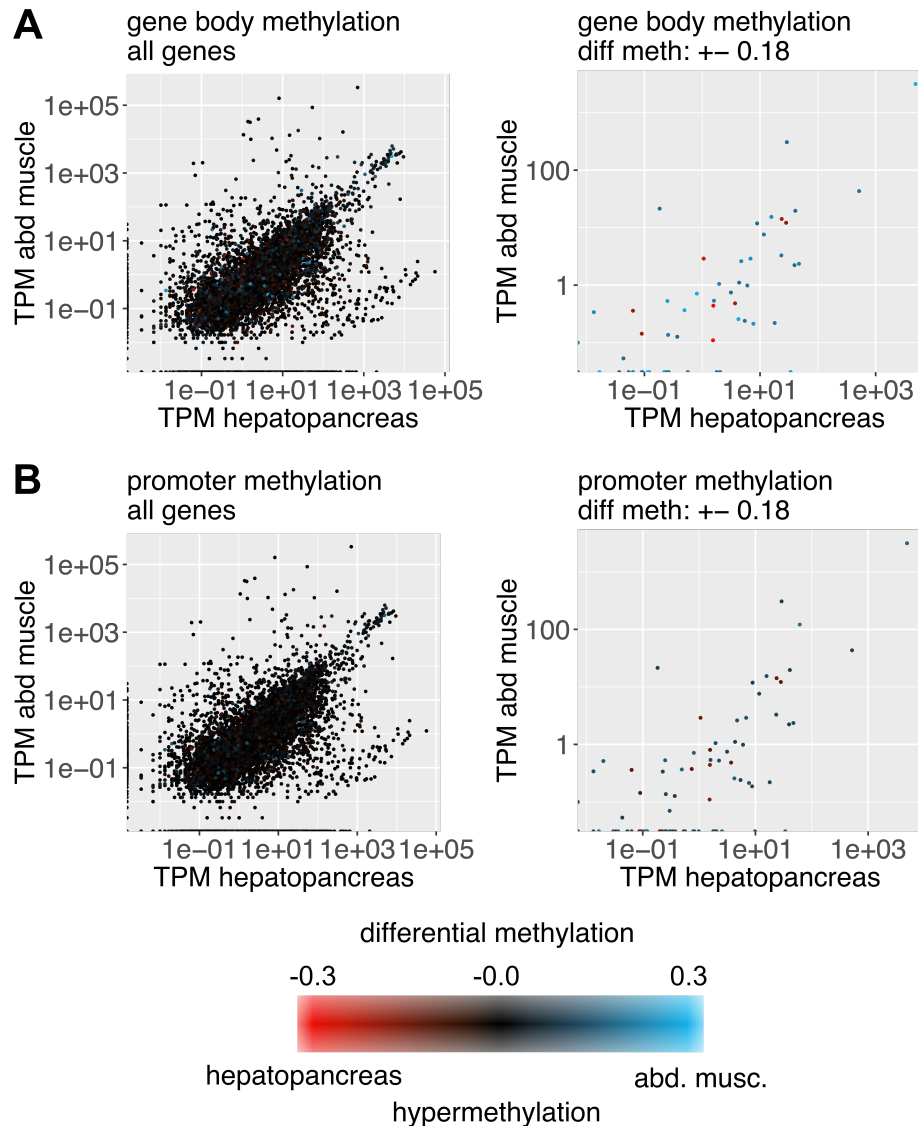 A
gene body methylation
all genes
TPM abd muscle
1e+05
1e+03
1e+01
1e−01
1e−01 1e+01 1e+03 1e+05
TPM hepatopancreas
gene body methylation
diff meth: +− 0.18
TPM abd muscle
100
1
1e−01 1e+01 1e+03
TPM hepatopancreas
B
promoter methylation
all genes
TPM abd muscle
1e+05
1e+03
1e+01
1e−01
1e−01 1e+01 1e+03 1e+05
TPM hepatopancreas
promoter methylation
diff meth: +− 0.18
TPM abd muscle
100
1
1e−01 1e+01 1e+03
TPM hepatopancreas
differential methylation
-0.3 -0.0 0.3
hepatopancreas abd. musc.
hypermethylation